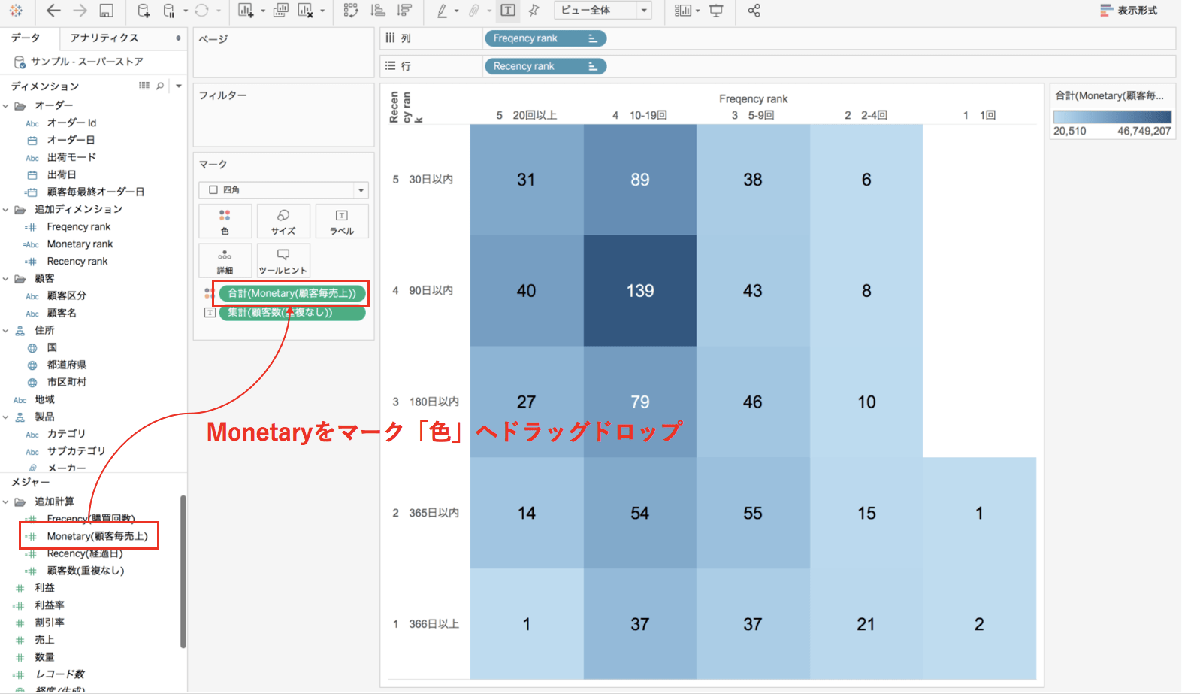 ビュー全体
表示形式
データ
アナリティクス
サンプル - スーパーストア
ディメンション
オーダー
Abc オーダー Id
オーダー日
Abc 出荷モード
出荷日
顧客毎最終オーダー日
追加ディメンション
Freqency rank
Abc Monetary rank
Recency rank
顧客
Abc 顧客区分
Abc 顧客名
住所
国
都道府県
市区町村
Abc 地域
製品
Abc カテゴリ
Abc サブカテゴリ
メーカー
メジャー
追加計算
Frecency(購買回数)
Monetary(顧客毎売上)
Recency(経過日)
顧客数(重複なし)
利益
利益率
割引率
売上
数量
レコード数
経度 (生成)
ページ
フィルター
マーク
四角
色
サイズ
ラベル
詳細
ツールヒント
合計(Monetary(顧客毎売上))
集計(顧客数(重複なし))
列
Freqency rank
行
Recency rank
Recen
cy ran
k
Freqency rank
5 20回以上
4 10-19回
3 5-9回
2 2-4回
1 1回
5 30日以内
31 89 38 6
4 90日以内
40 139 43 8
3 180日以内
27 79 46 10
2 365日以内
14 54 55 15 1
1 366日以上
1 37 37 21 2
Monetaryをマーク「色」へドラッグドロップ
合計(Monetary(顧客毎...
20,510 46,749,207